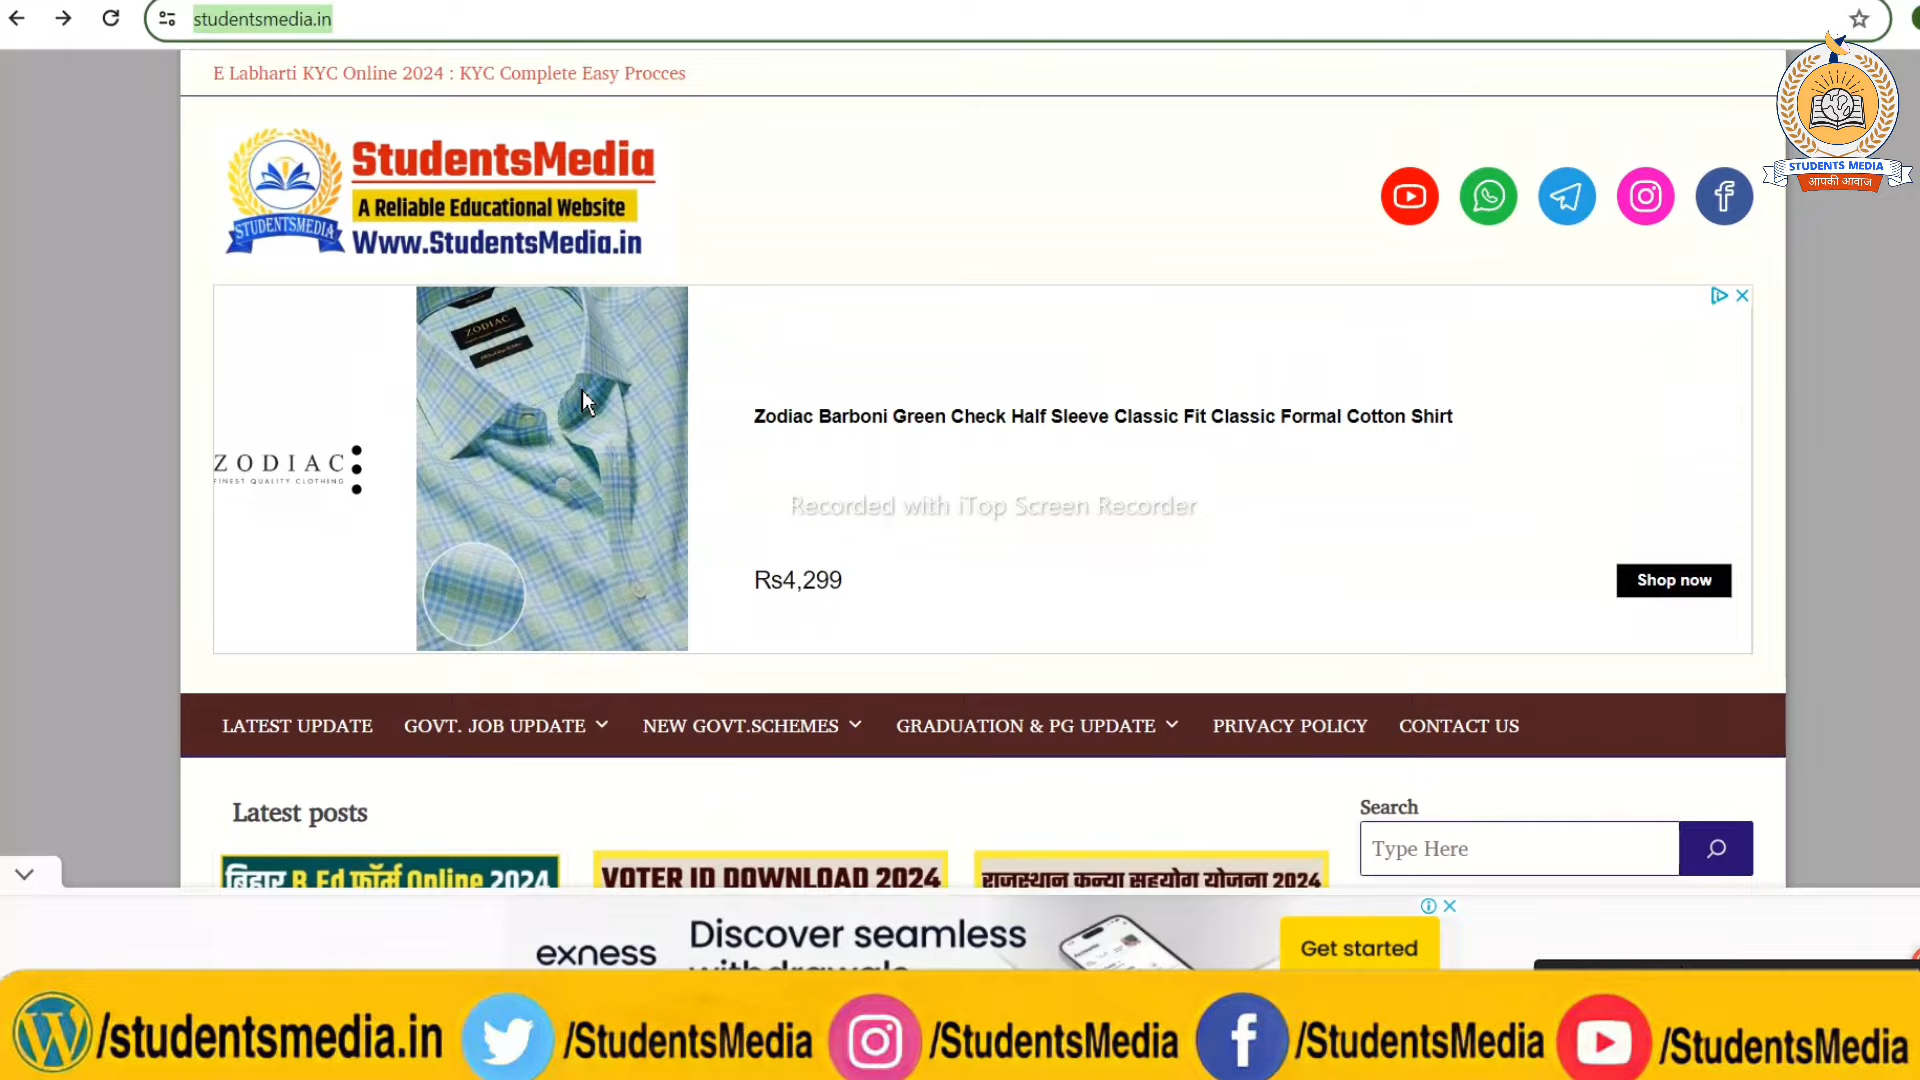 studentsmedia.in
E Labharti KYC Online 2024 : KYC Complete Easy Procces
STUDENTS MEDIA
आपकी आवाज
StudentsMedia
A Reliable Educational Website
Www.StudentsMedia.in
STUDENTSMEDIA
ZODIAC
ZODIAC
FINEST QUALITY CLOTHING
Zodiac Barboni Green Check Half Sleeve Classic Fit Classic Formal Cotton Shirt
Recorded with iTop Screen Recorder
Rs4,299
Shop now
LATEST UPDATE
GOVT. JOB UPDATE
NEW GOVT.SCHEMES
GRADUATION & PG UPDATE
PRIVACY POLICY
CONTACT US
Latest posts
Search
Type Here
बिहार B.Ed फॉर्म Online 2024
VOTER ID DOWNLOAD 2024
राजस्थान कन्या सहयोग योजना 2024
exness
Discover seamless
withdrawals
Get started
/studentsmedia.in
/StudentsMedia
/StudentsMedia
/StudentsMedia
/StudentsMedia